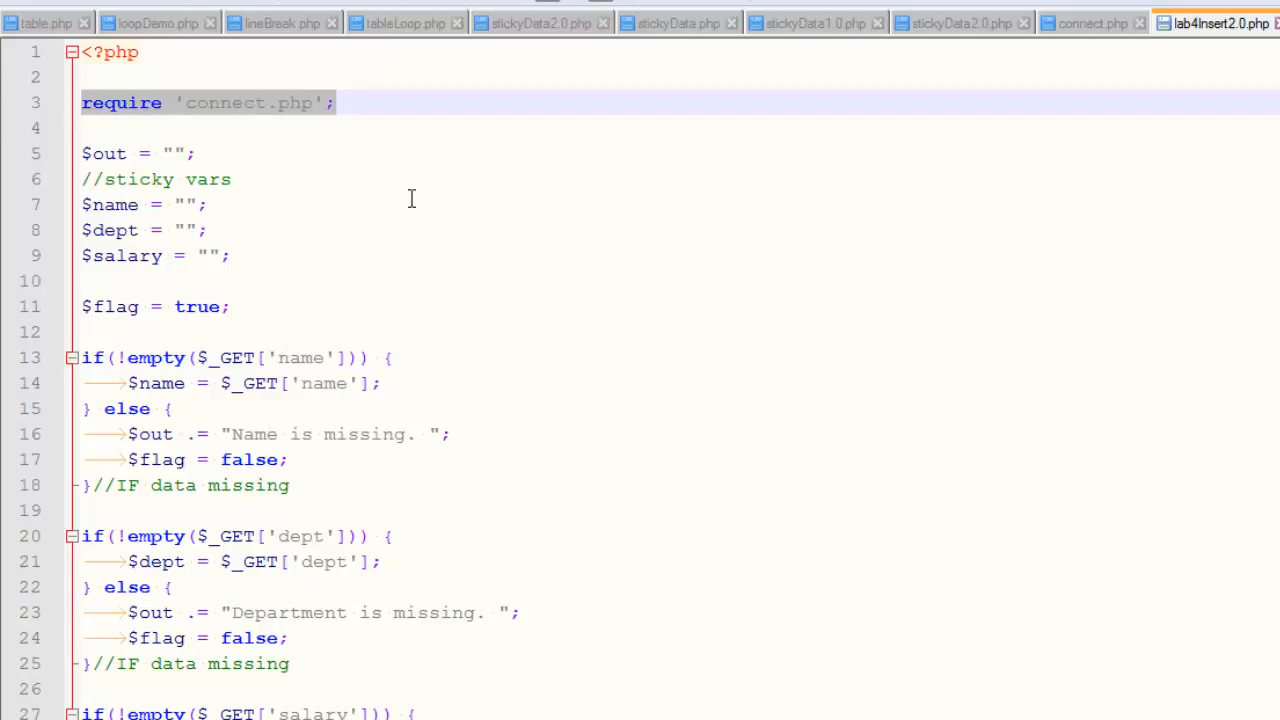 table.php loopDemo.php lineBreak.php tableLoop.php stickyData2.0.php stickyData.php stickyData1.0.php stickyData2.0.php connect.php lab4Insert2.0.php
1 <?php
2
3 require 'connect.php';
4
5 $out = "";
6 //sticky vars
7 $name = "";
8 $dept = "";
9 $salary = "";
10
11 $flag = true;
12
13 if(!empty($_GET['name'])) {
14 $name = $_GET['name'];
15 } else {
16 $out .= "Name is missing. ";
17 $flag = false;
18 }//IF data missing
19
20 if(!empty($_GET['dept'])) {
21 $dept = $_GET['dept'];
22 } else {
23 $out .= "Department is missing. ";
24 $flag = false;
25 }//IF data missing
26
27 if(!empty($_GET['salary'])) {